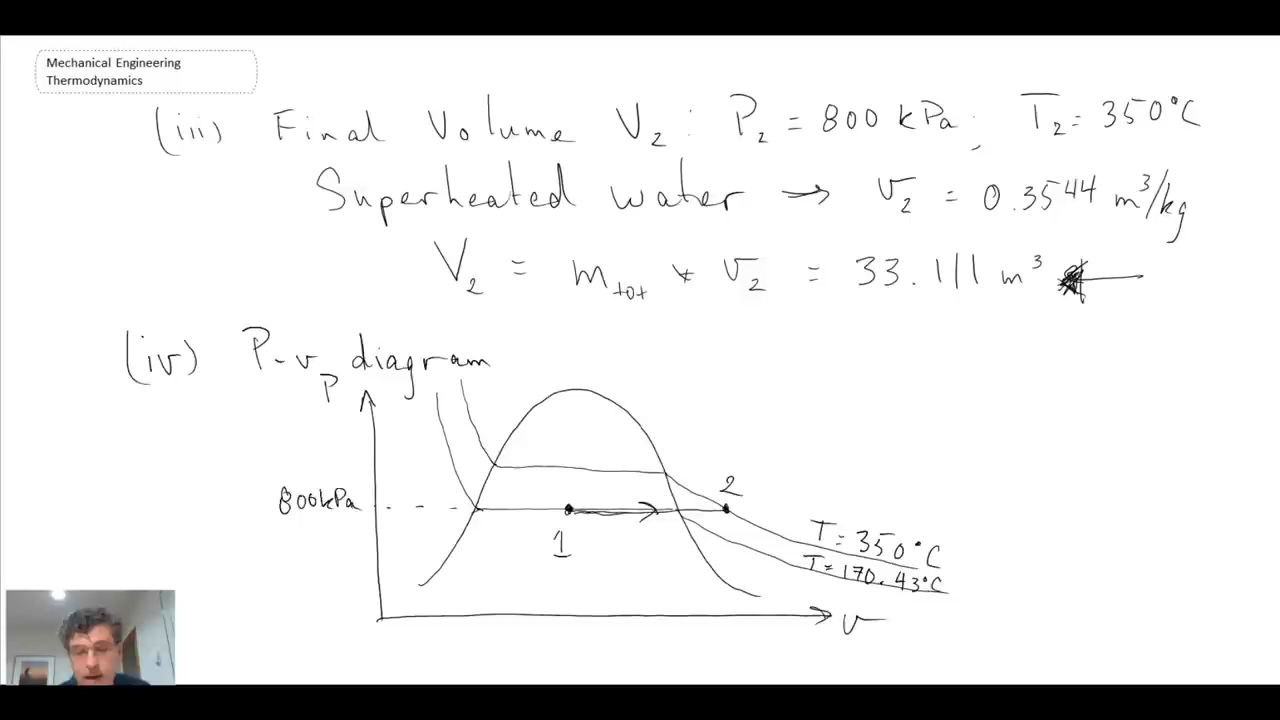 Mechanical Engineering
Thermodynamics
(iii) Final Volume V₂ : P₂ = 800 kPa, T₂ = 350°C
Superheated water → v₂ = 0.3544 m³/kg
V₂ = m_tot * v₂ = 33.111 m³ ←
(iv) P-v diagram
P
2
800kPa
1
T = 350°C
T = 170.43°C
v